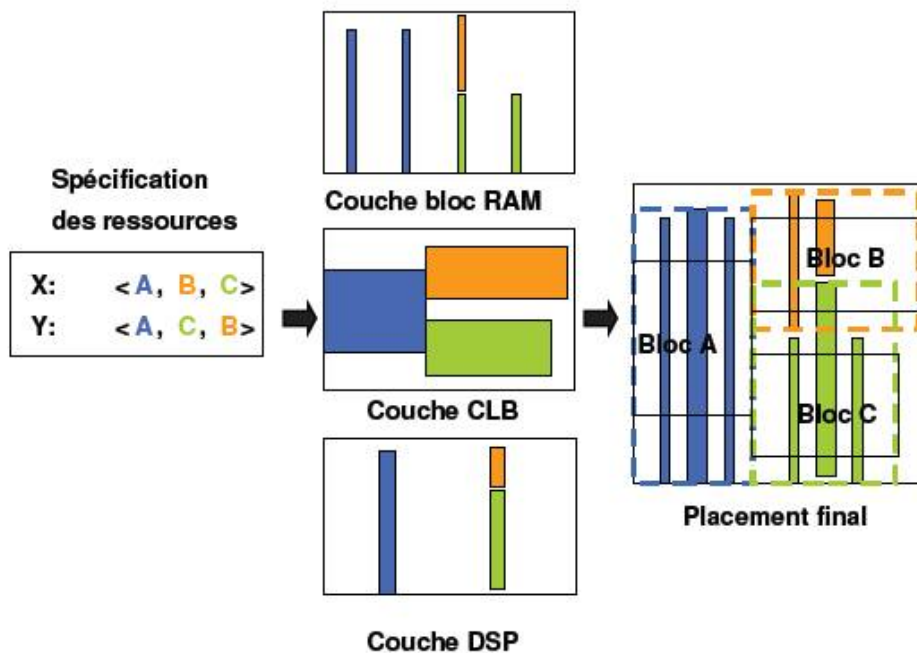 Spécification
des ressources
X: <A, B, C>
Y: <A, C, B>
Couche bloc RAM
Couche CLB
Couche DSP
Bloc B
Bloc A
Bloc C
Placement final